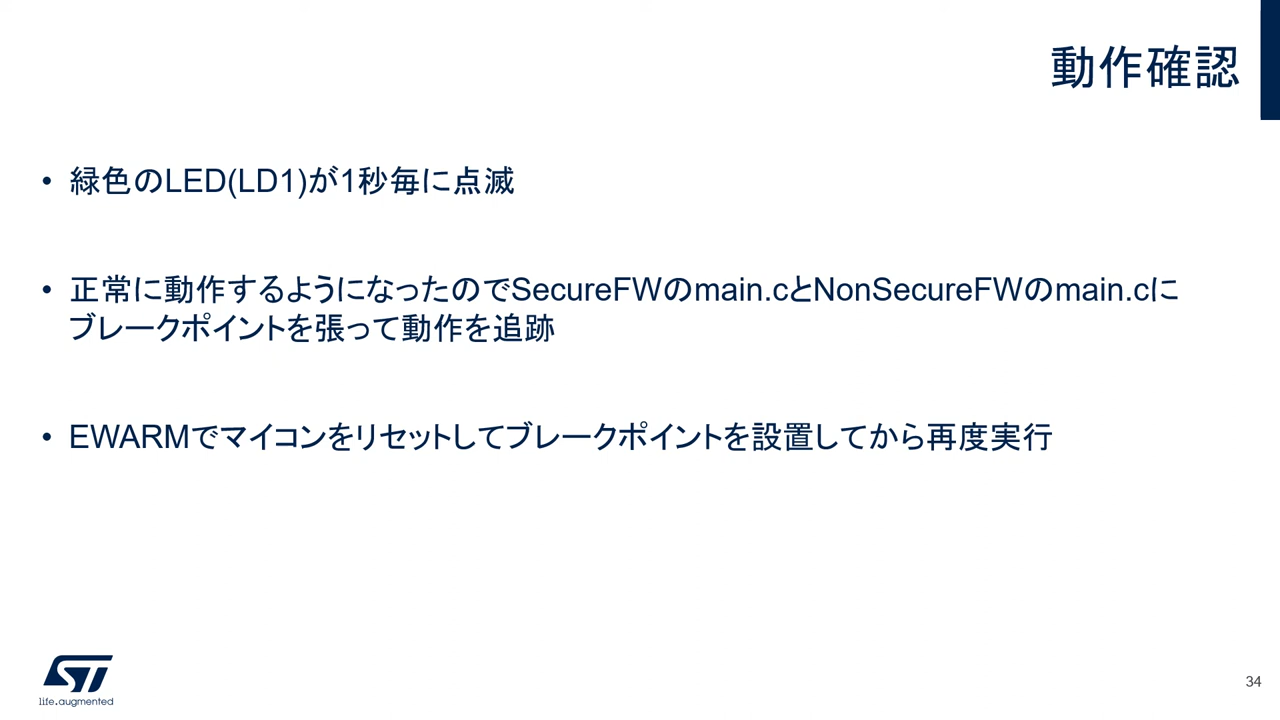 動作確認
• 緑色のLED(LD1)が1秒毎に点滅
• 正常に動作するようになったのでSecureFWのmain.cとNonSecureFWのmain.cに
ブレークポイントを張って動作を追跡
• EWARMでマイコンをリセットしてブレークポイントを設置してから再度実行
ST
life.augmented
34